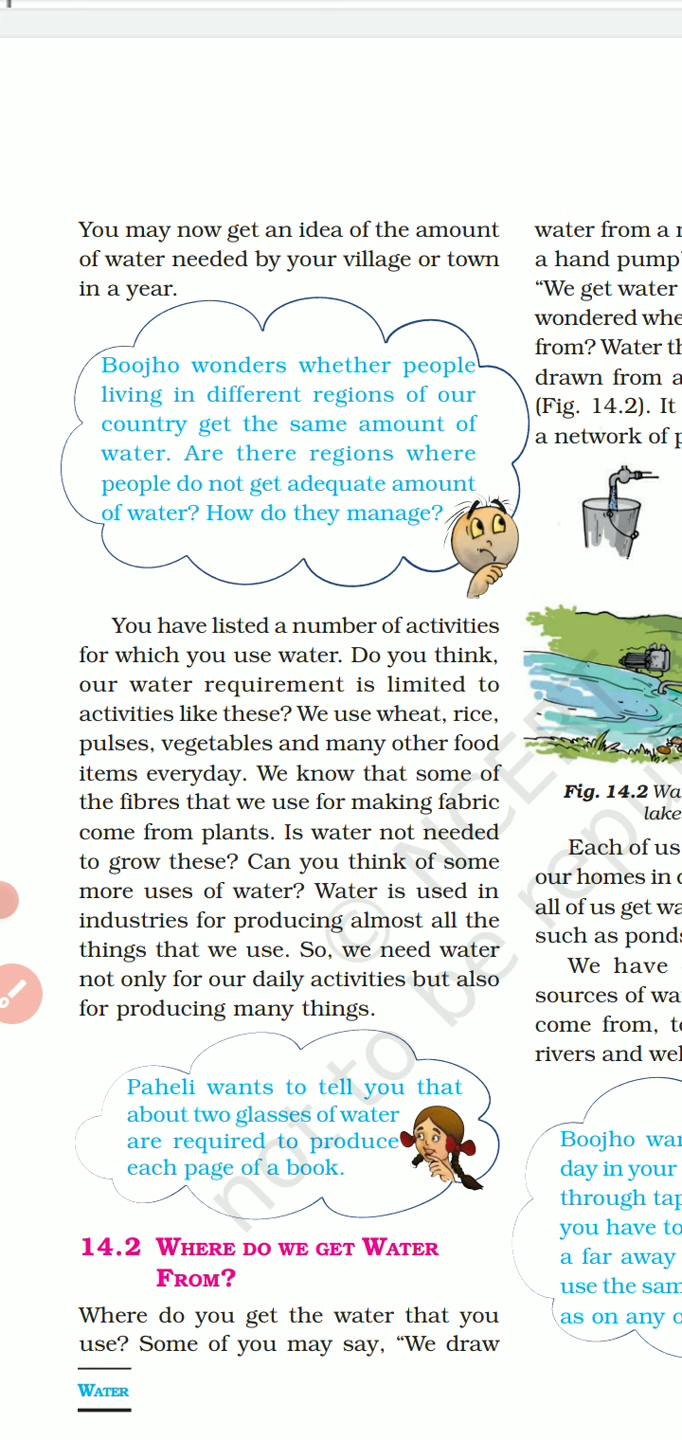 You may now get an idea of the amount
of water needed by your village or town
in a year.
Boojho wonders whether people
living in different regions of our
country get the same amount of
water. Are there regions where
people do not get adequate amount
of water? How do they manage?
You have listed a number of activities
for which you use water. Do you think,
our water requirement is limited to
activities like these? We use wheat, rice,
pulses, vegetables and many other food
items everyday. We know that some of
the fibres that we use for making fabric
come from plants. Is water not needed
to grow these? Can you think of some
more uses of water? Water is used in
industries for producing almost all the
things that we use. So, we need water
not only for our daily activities but also
for producing many things.
Paheli wants to tell you that
about two glasses of water
are required to produce
each page of a book.
14.2 WHERE DO WE GET WATER
FROM?
Where do you get the water that you
use? Some of you may say, “We draw
WATER
water from a
a hand pump”
“We get water
wondered
from? Water
drawn from a
(Fig. 14.2). It
a network of
Fig. 14.2
Each of us
our homes in
all of us get
such as ponds
We have
sources of
come from,
rivers and
Boojho
day in your
through
you have to
a far away
use the
as on any
© NCERT
not to be